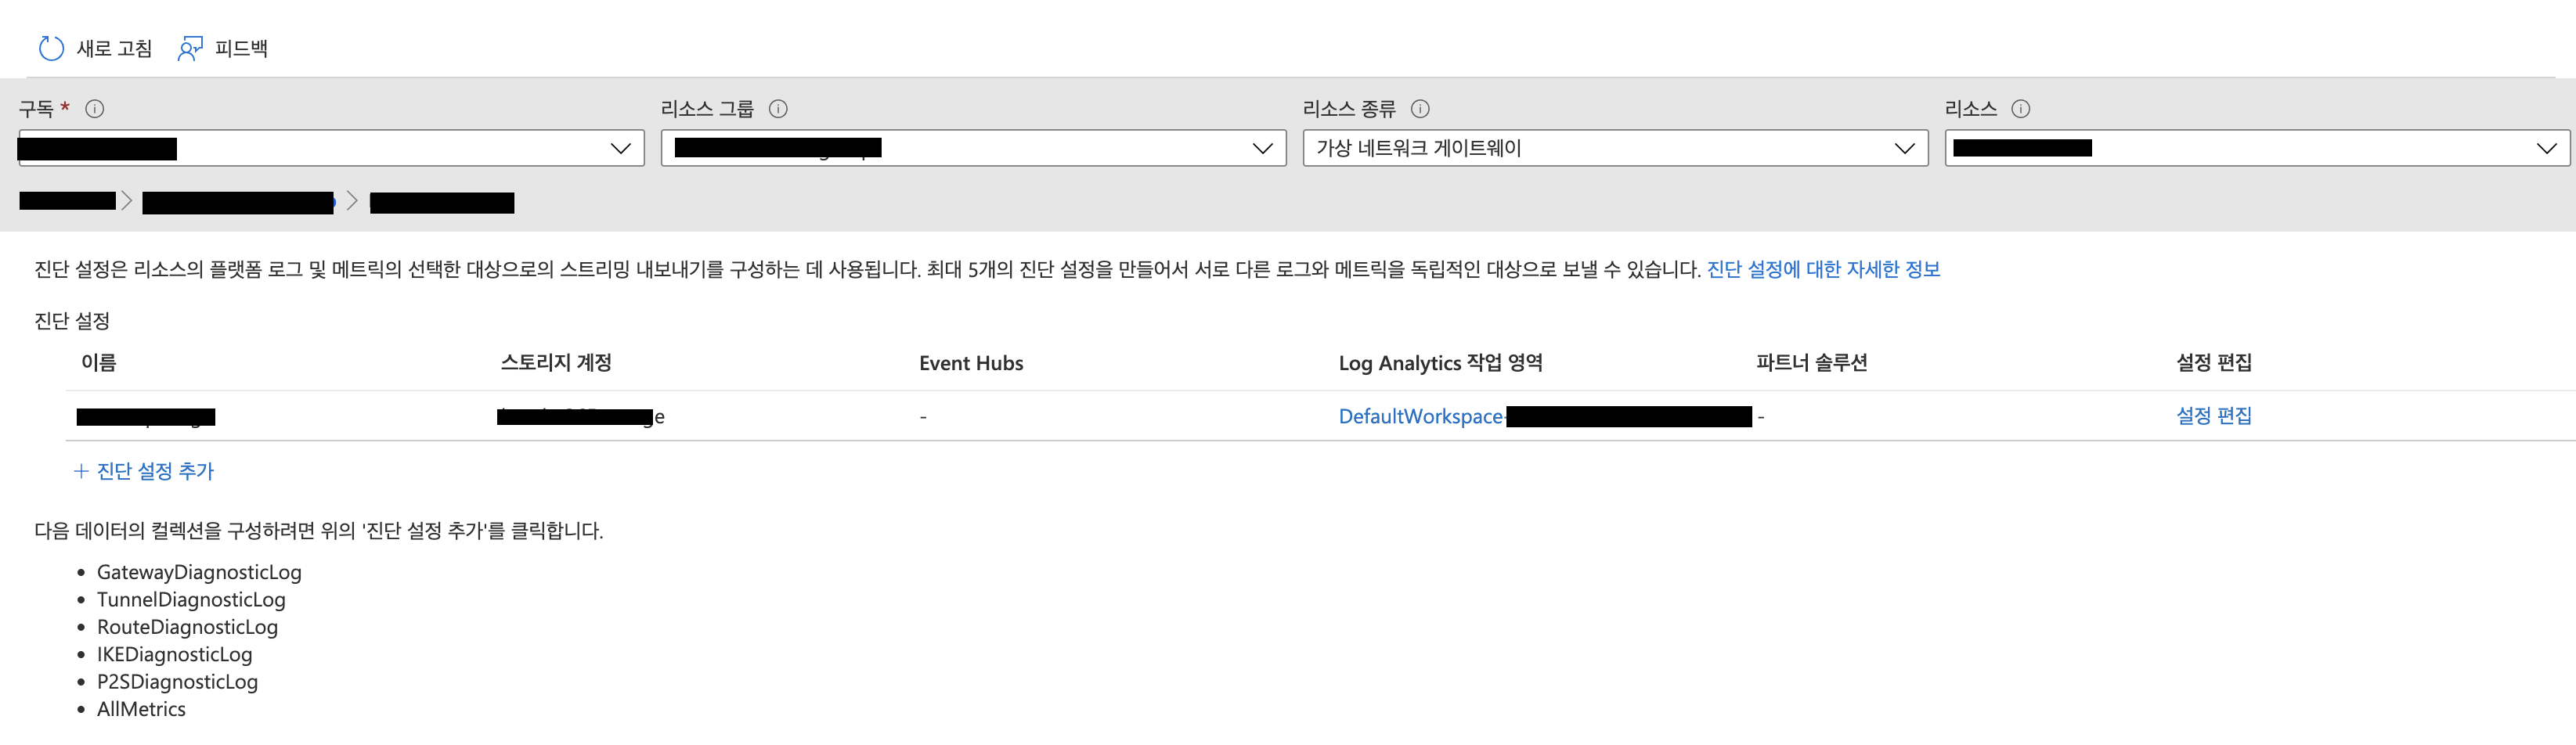 새로 고침 피드백
구독 * 리소스 그룹 리소스 종류 리소스
가상 네트워크 게이트웨이
진단 설정은 리소스의 플랫폼 로그 및 메트릭의 선택한 대상으로의 스트리밍 내보내기를 구성하는 데 사용됩니다. 최대 5개의 진단 설정을 만들어서 서로 다른 로그와 메트릭을 독립적인 대상으로 보낼 수 있습니다. 진단 설정에 대한 자세한 정보
진단 설정
이름 스토리지 계정 Event Hubs Log Analytics 작업 영역 파트너 솔루션 설정 편집
e - DefaultWorkspace- - 설정 편집
+ 진단 설정 추가
다음 데이터의 컬렉션을 구성하려면 위의 '진단 설정 추가'를 클릭합니다.
• GatewayDiagnosticLog
• TunnelDiagnosticLog
• RouteDiagnosticLog
• IKEDiagnosticLog
• P2SDiagnosticLog
• AllMetrics